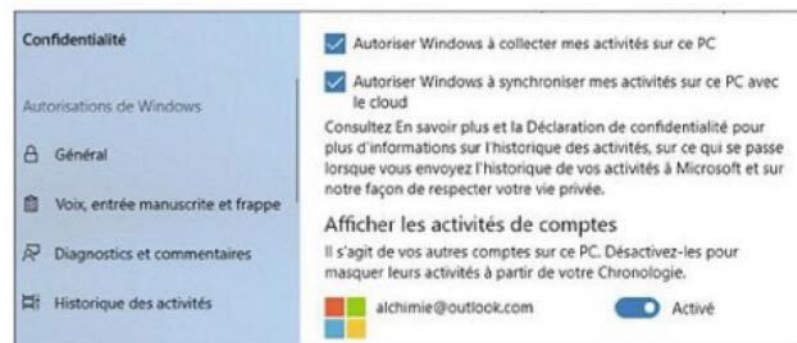 Confidentialité
Autorisations de Windows
Général
Voix, entrée manuscrite et frappe
Diagnostics et commentaires
Historique des activités
Autoriser Windows à collecter mes activités sur ce PC
Autoriser Windows à synchroniser mes activités sur ce PC avec
le cloud
Consultez En savoir plus et la Déclaration de confidentialité pour
plus d'informations sur l'historique des activités, sur ce qui se passe
lorsque vous envoyez l'historique de vos activités à Microsoft et sur
notre façon de respecter votre vie privée.
Afficher les activités de comptes
Il s'agit de vos autres comptes sur ce PC. Désactivez-les pour
masquer leurs activités à partir de votre Chronologie.
alchimie@outlook.com
Activé